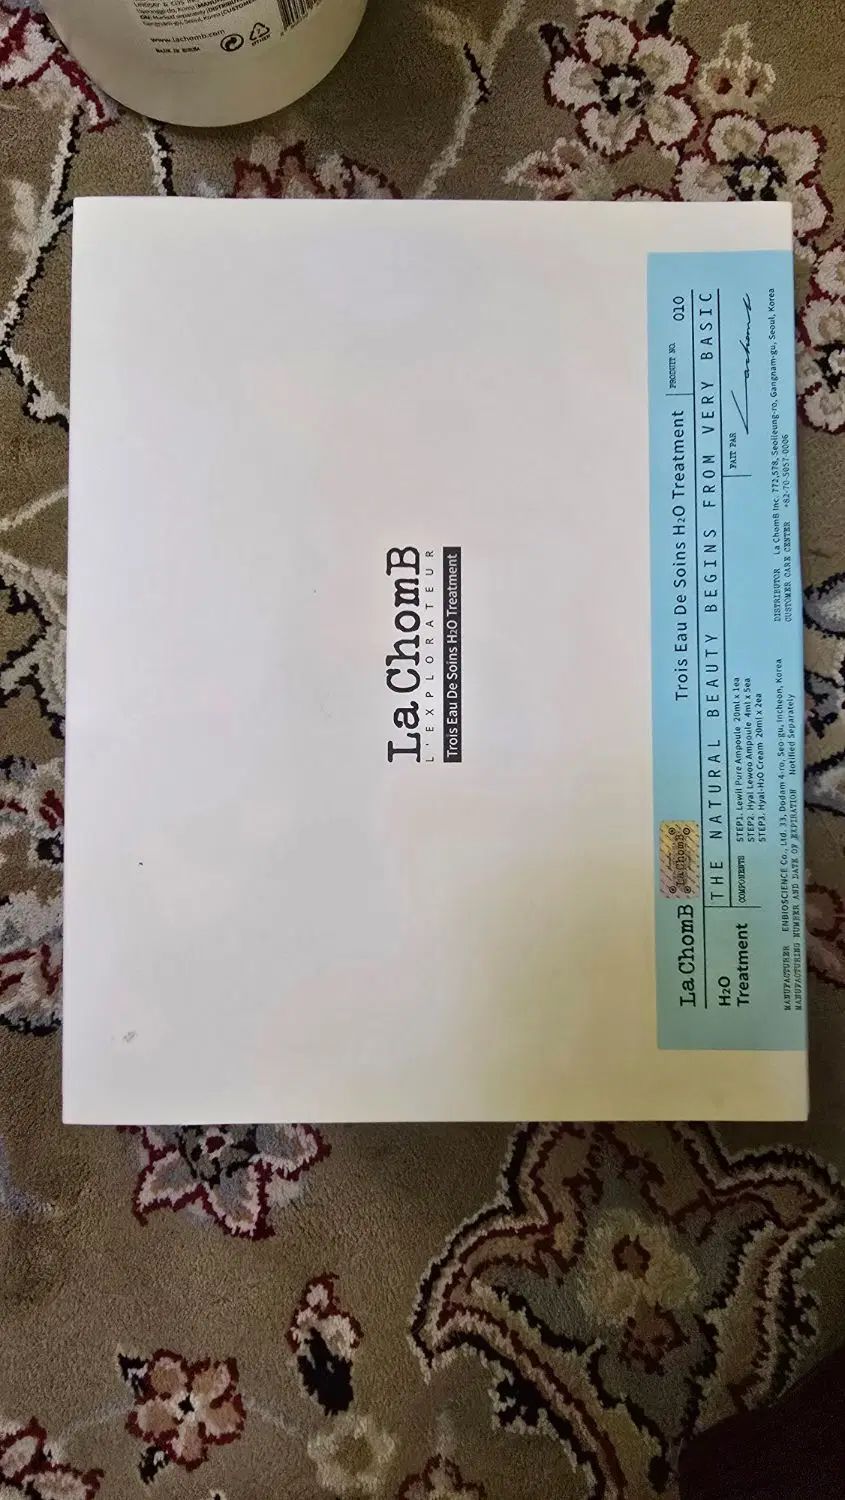 www.lachomb.com
La ChomB
L'EXPLORATEUR
Trois Eau De Soins H2O Treatment
La ChomB
La ChomB
Trois Eau De Soins H2O Treatment
PRODUIT NO.
010
THE NATURAL BEAUTY BEGINS FROM VERY BASIC
H2O
Treatment
COMPONENTS
STEP1. Lewil Pure Ampoule 20ml x 1ea
STEP2. Hyal Lewoo Ampoule 4ml x 5ea
STEP3. Hyal-H2O Cream 20ml x 2ea
FAIT PAR
MANUFACTURER ENBIOSCIENCE Co., Ltd. 33, Dodam 4-ro, Seo-gu, Incheon, Korea
MANUFACTURING NUMBER AND DATE OF EXPIRATION Notified Separately
DISTRIBUTOR La ChomB Inc. 772,578, Seolleung-ro, Gangnam-gu, Seoul, Korea
CUSTOMER CARE CENTER +82-70-5057-0006